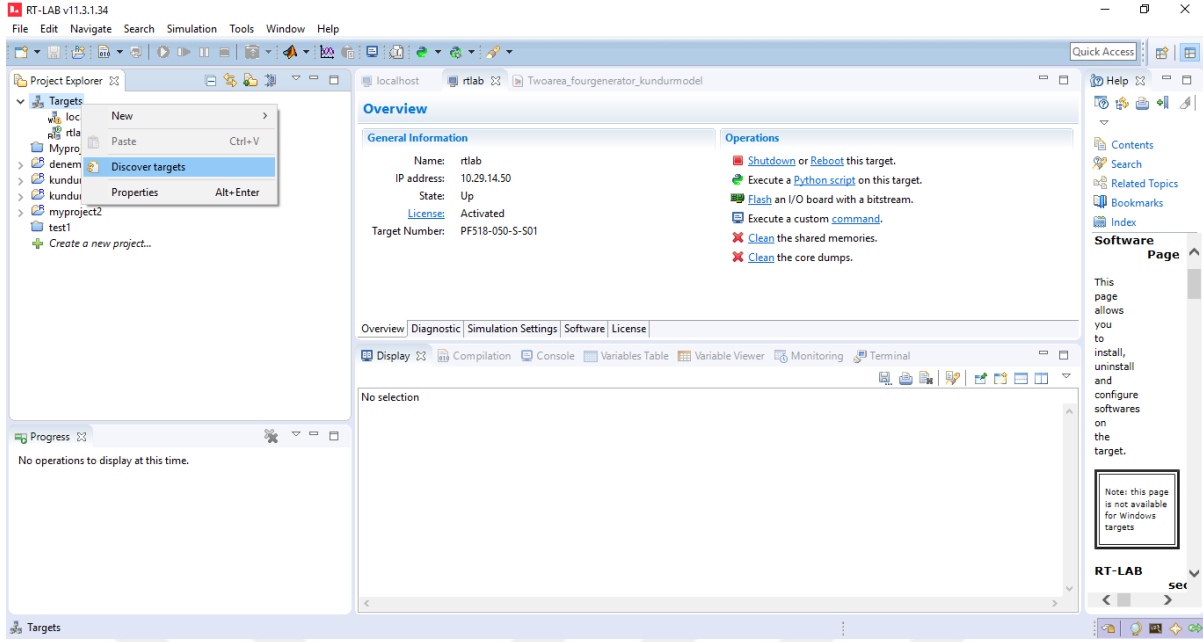 RT-LAB v11.3.1.34
File Edit Navigate Search Simulation Tools Window Help
Quick Access
Project Explorer
Targets
loc
rtla
Myproj
denem
kundur
kundur
myproject2
test1
Create a new project...
New
Paste Ctrl+V
Discover targets
Properties Alt+Enter
Progress
No operations to display at this time.
localhost rtlab Twoarea_fourgenerator_kundurmodel
Overview
General Information
Name: rtlab
IP address: 10.29.14.50
State: Up
License: Activated
Target Number: PF518-050-S-S01
Operations
Shutdown or Reboot this target.
Execute a Python script on this target.
Flash an I/O board with a bitstream.
Execute a custom command.
Clean the shared memories.
Clean the core dumps.
Overview Diagnostic Simulation Settings Software License
Display Compilation Console Variables Table Variable Viewer Monitoring Terminal
No selection
Help
Contents
Search
Related Topics
Bookmarks
Index
Software
Page
This
page
allows
you
to
install,
uninstall
and
configure
softwares
on
the
target.
Note: this page
is not available
for Windows
targets
RT-LAB
sec
Targets